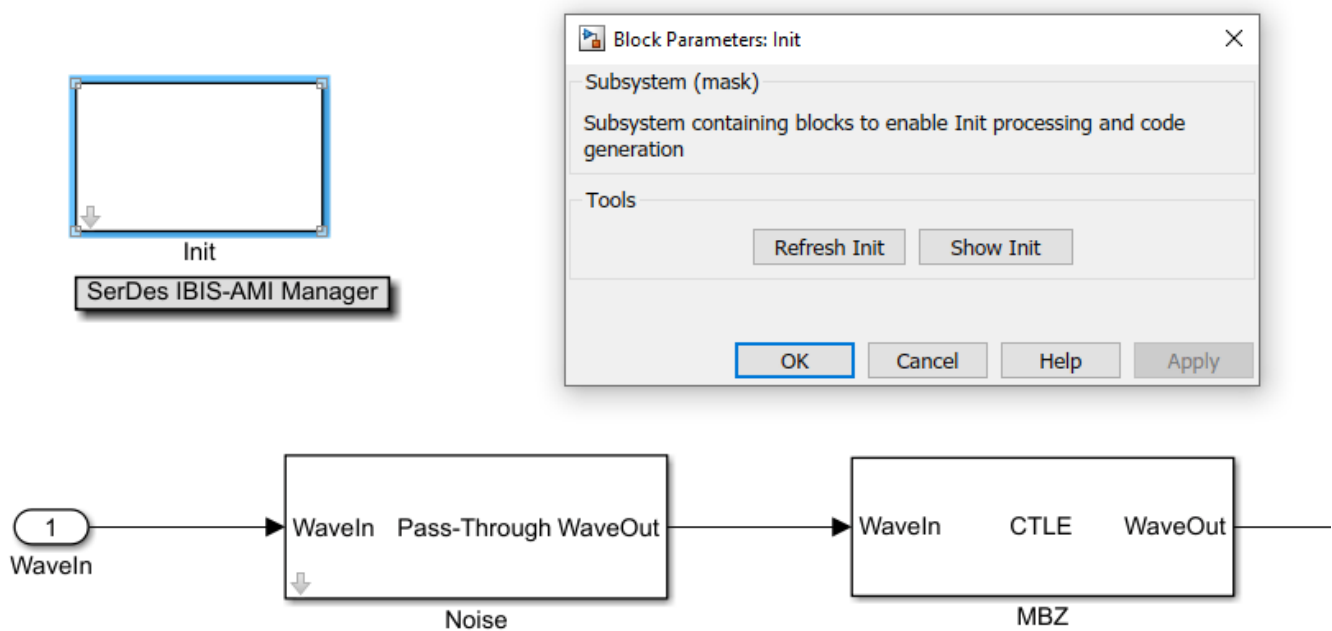 Block Parameters: Init
Subsystem (mask)
Subsystem containing blocks to enable Init processing and code
generation
Tools
Refresh Init Show Init
OK Cancel Help Apply
Init
SerDes IBIS-AMI Manager
1
WaveIn
WaveIn Pass-Through WaveOut
Noise
WaveIn CTLE WaveOut
MBZ